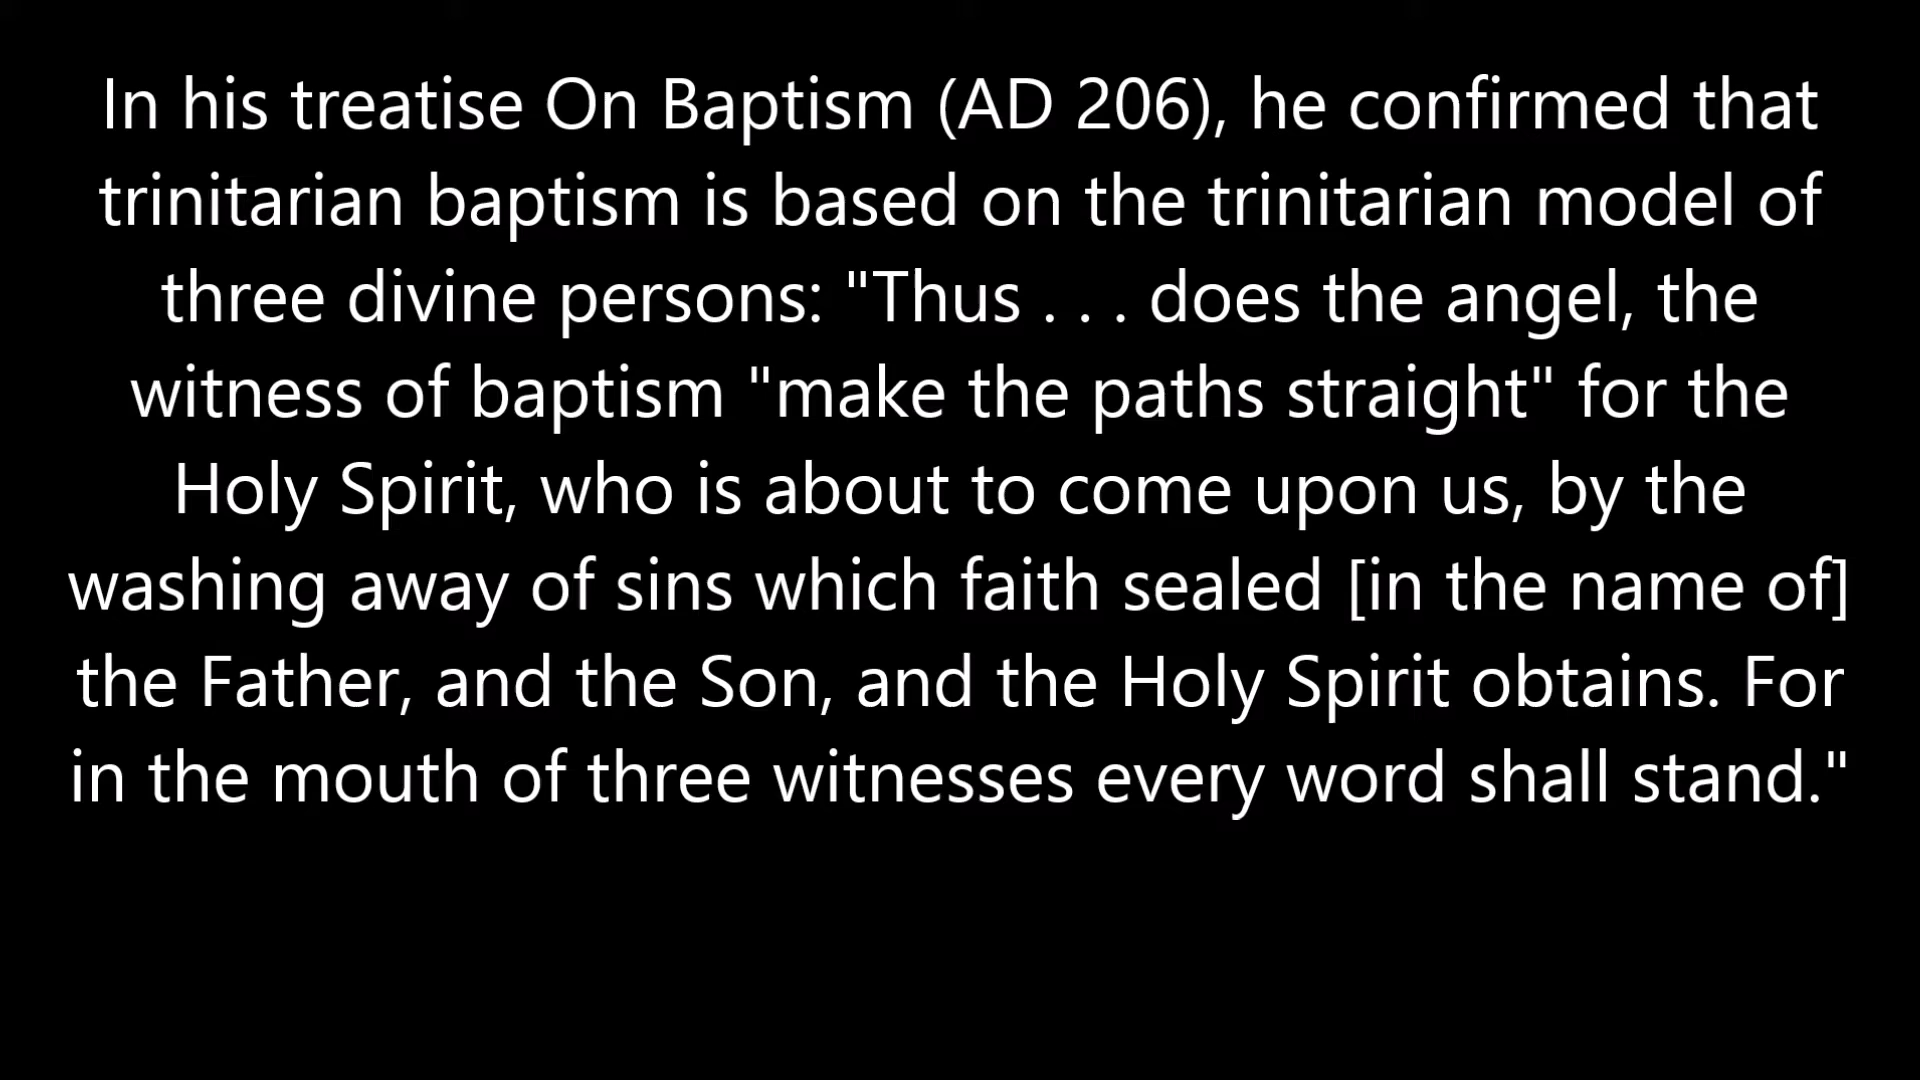 In his treatise On Baptism (AD 206), he confirmed that
trinitarian baptism is based on the trinitarian model of
three divine persons: "Thus . . . does the angel, the
witness of baptism "make the paths straight" for the
Holy Spirit, who is about to come upon us, by the
washing away of sins which faith sealed [in the name of]
the Father, and the Son, and the Holy Spirit obtains. For
in the mouth of three witnesses every word shall stand."